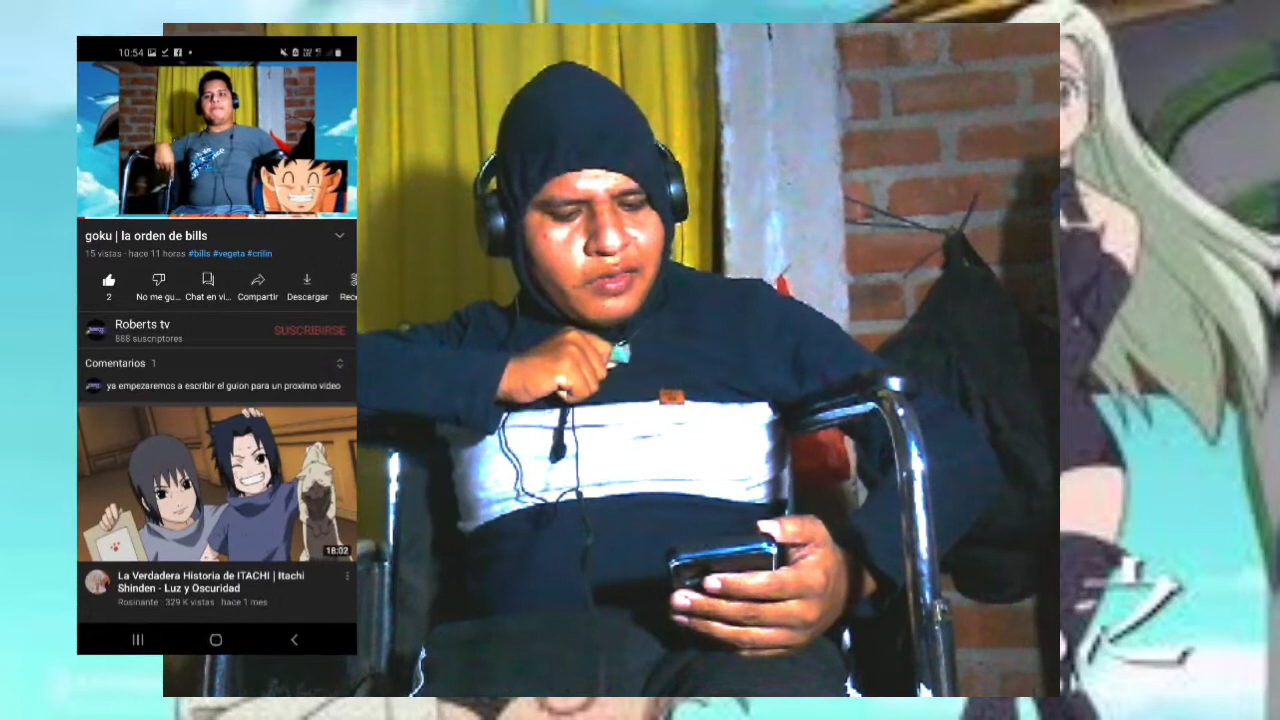 10:54
goku | la orden de bills
15 vistas · hace 11 horas #bills #vegeta #crilin
2 No me gu... Chat en vi... Compartir Descargar Rec
Roberts tv SUSCRIBIRSE
888 suscriptores
Comentarios 1
ya empezaremos a escribir el guion para un proximo video
18:02
La Verdadera Historia de ITACHI | Itachi
Shinden - Luz y Oscuridad
Rosinante · 329 K vistas · hace 1 mes
之